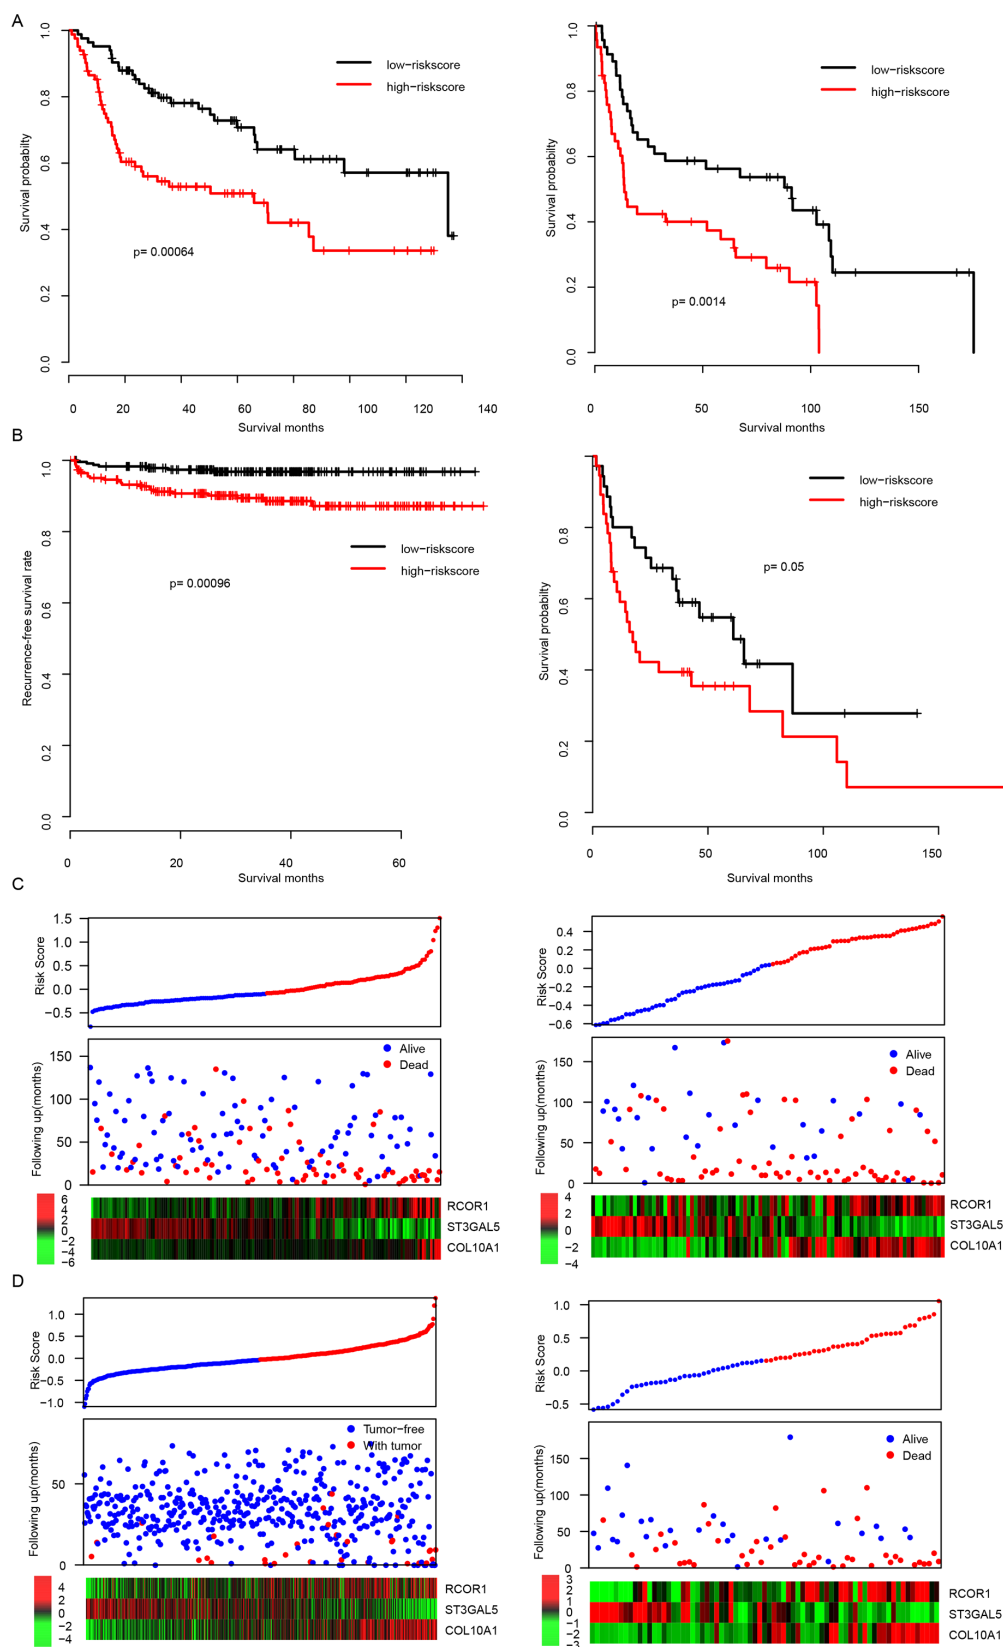 A
1.0
0.8
0.6
0.4
0.2
0.0
Survival probability
low-riskscore
high-riskscore
p= 0.00064
0 20 40 60 80 100 120 140
Survival months
1.0
0.8
0.6
0.4
0.2
0.0
Survival probability
low-riskscore
high-riskscore
p= 0.0014
0 50 100 150
Survival months
B
1.0
0.8
0.6
0.4
0.2
0.0
Recurrence-free survival rate
low-riskscore
high-riskscore
p= 0.00096
0 20 40 60
Survival months
0.8
0.6
0.4
0.2
0.0
Survival probability
low-riskscore
high-riskscore
p= 0.05
0 50 100 150
Survival months
C
1.5
1.0
0.5
0.0
−0.5
Risk Score
150
100
50
0
Following up(months)
Alive
Dead
6
4
2
0
−2
−4
−6
RCOR1
ST3GAL5
COL10A1
0.4
0.2
0.0
−0.2
−0.4
−0.6
Risk Score
150
100
50
0
Following up(months)
Alive
Dead
4
2
0
−2
−4
RCOR1
ST3GAL5
COL10A1
D
1.0
0.5
0.0
−0.5
−1.0
Risk Score
50
0
Following up(months)
Tumor-free
With tumor
4
2
0
−2
−4
RCOR1
ST3GAL5
COL10A1
1.0
0.5
0.0
−0.5
Risk Score
150
100
50
0
Following up(months)
Alive
Dead
3
2
1
0
−1
−2
RCOR1
ST3GAL5
COL10A1